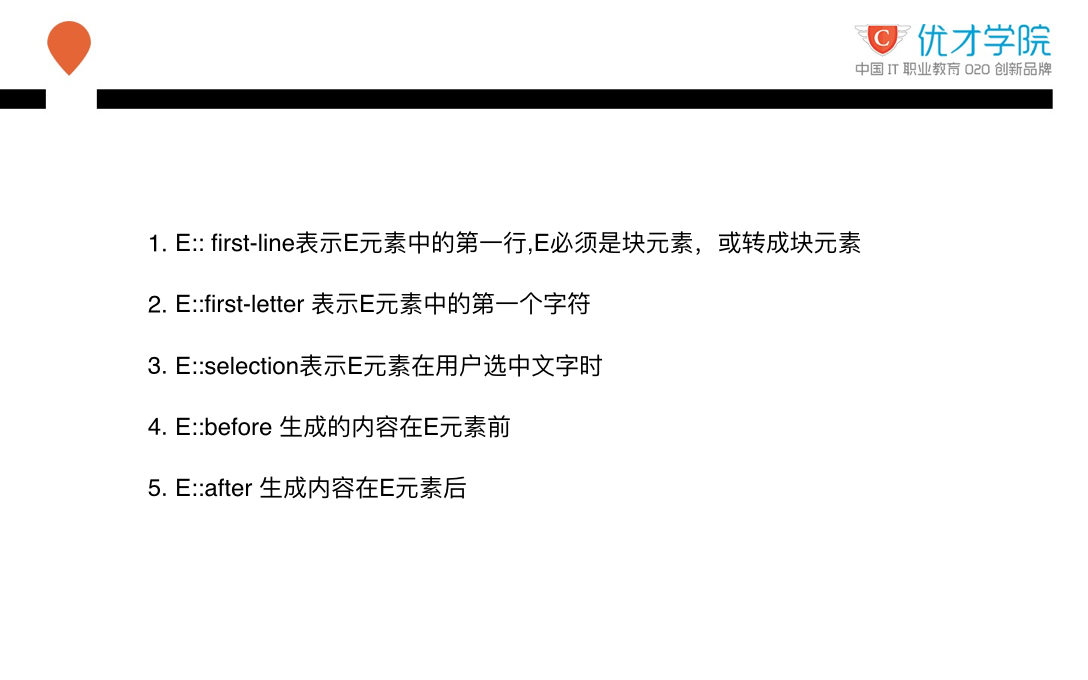 C 优才学院
中国 IT 职业教育 O2O 创新品牌
1. E:: first-line表示E元素中的第一行,E必须是块元素，或转成块元素
2. E::first-letter 表示E元素中的第一个字符
3. E::selection表示E元素在用户选中文字时
4. E::before 生成的内容在E元素前
5. E::after 生成内容在E元素后